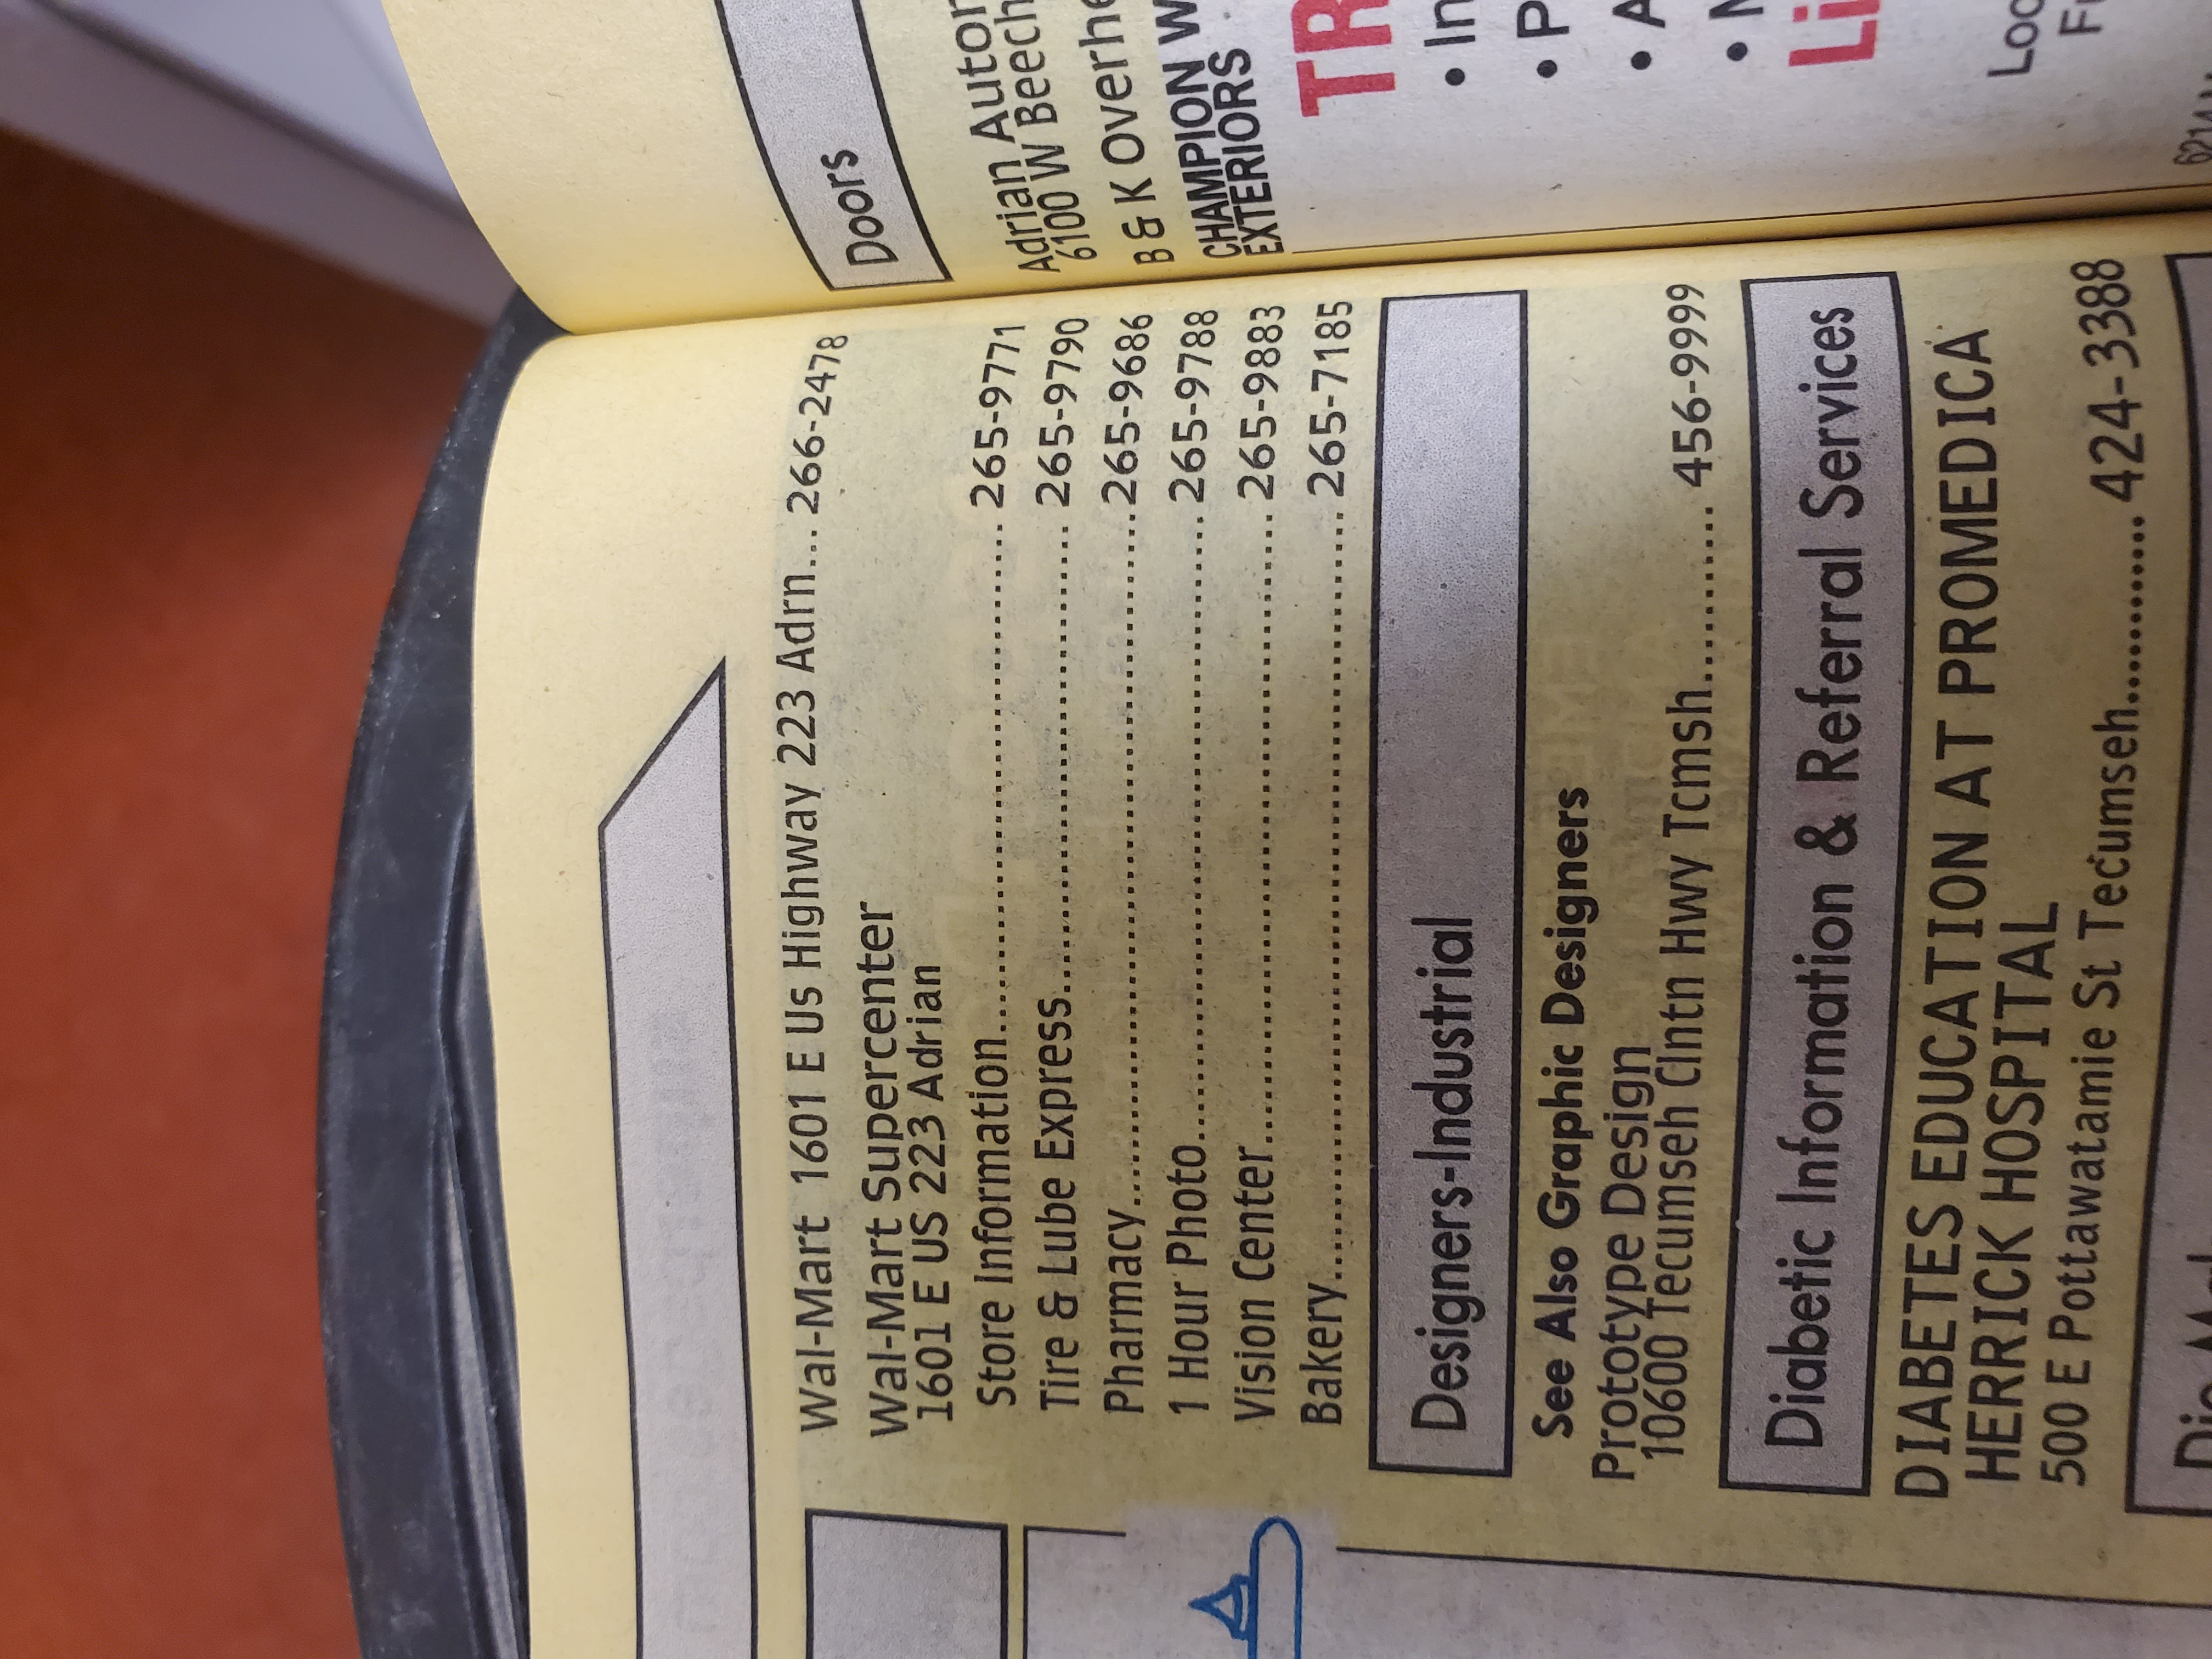 Wal-Mart 1601 E Us Highway 223 Adrn... 266-2478
Wal-Mart Supercenter
1601 E US 223 Adrian
Store Information........................................ 265-9771
Tire & Lube Express.................................... 265-9790
Pharmacy..................................................265-9686
1 Hour Photo............................................. 265-9788
Vision Center............................................. 265-9883
Bakery...................................................... 265-7185
Designers-Industrial
See Also Graphic Designers
Prototype Design
10600 Tecumseh Clntn Hwy Tcmsh........... 456-9999
Diabetic Information & Referral Services
DIABETES EDUCATION AT PROMEDICA
HERRICK HOSPITAL
500 E Pottawatamie St Tecumseh............ 424-3388
Doors
Adrian
6100 W Beech
B & K
CHAMPION
EXTERIORS